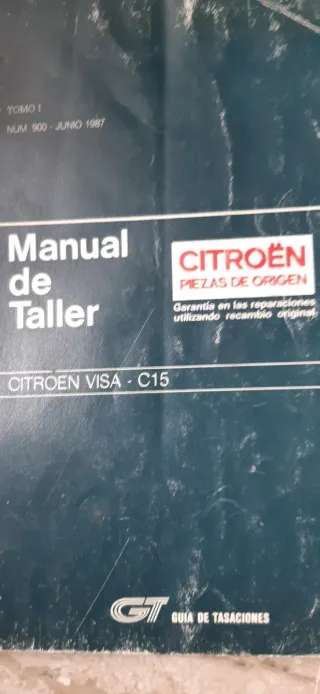 TOMO I
NUM. 900 - JUNIO 1987
Manual
de
Taller
CITROËN
PIEZAS DE ORIGEN
Garantía en las reparaciones
utilizando recambio original.
CITROËN VISA - C15
GT GUIA DE TASACIONES